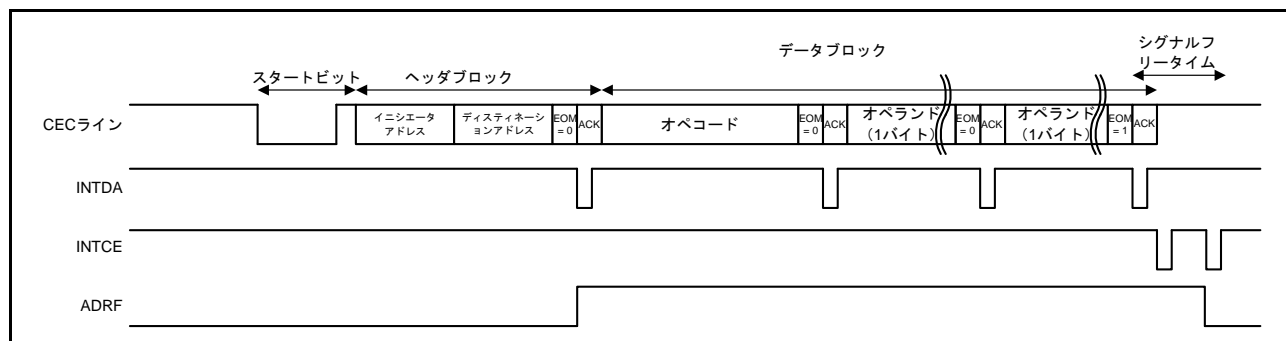 シグナルフ
リータイム
データブロック
スタートビット
ヘッダブロック
CECライン
イニシエータ
アドレス
ディスティネーシ
ョンアドレス
EOM
=0
ACK
オペコード
EOM
=0
ACK
オペランド
(1バイト)
EOM
=0
ACK
オペランド
(1バイト)
EOM
=1
ACK
INTDA
INTCE
ADRF